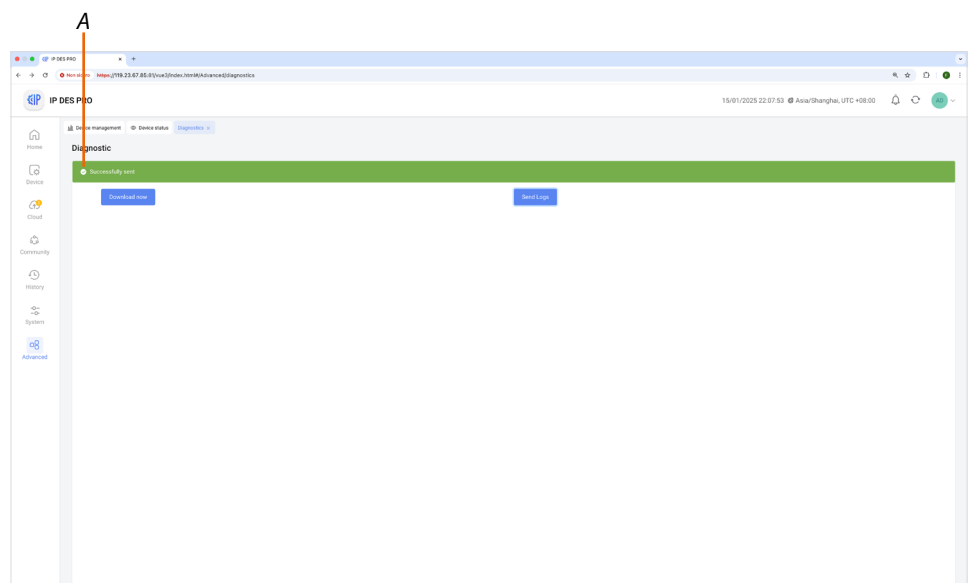 A
IP DES PRO
https://119.23.67.85:81/vue3/index.html#/Advanced/diagnostics
IP DES PRO
15/01/2025 22:07:53 Asia/Shanghai, UTC +08:00
AD
Device management Device status Diagnostics
Home
Diagnostic
Successfully sent
Device
Download now Send Logs
Cloud
Community
History
System
Advanced